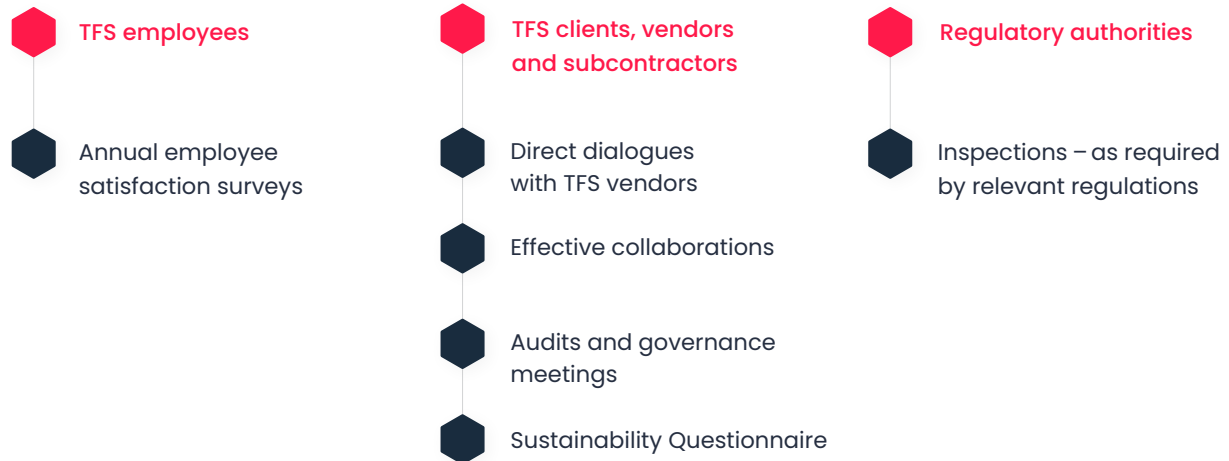 TFS employees
Annual employee
satisfaction surveys
TFS clients, vendors
and subcontractors
Direct dialogues
with TFS vendors
Effective collaborations
Audits and governance
meetings
Sustainability Questionnaire
Regulatory authorities
Inspections – as required
by relevant regulations